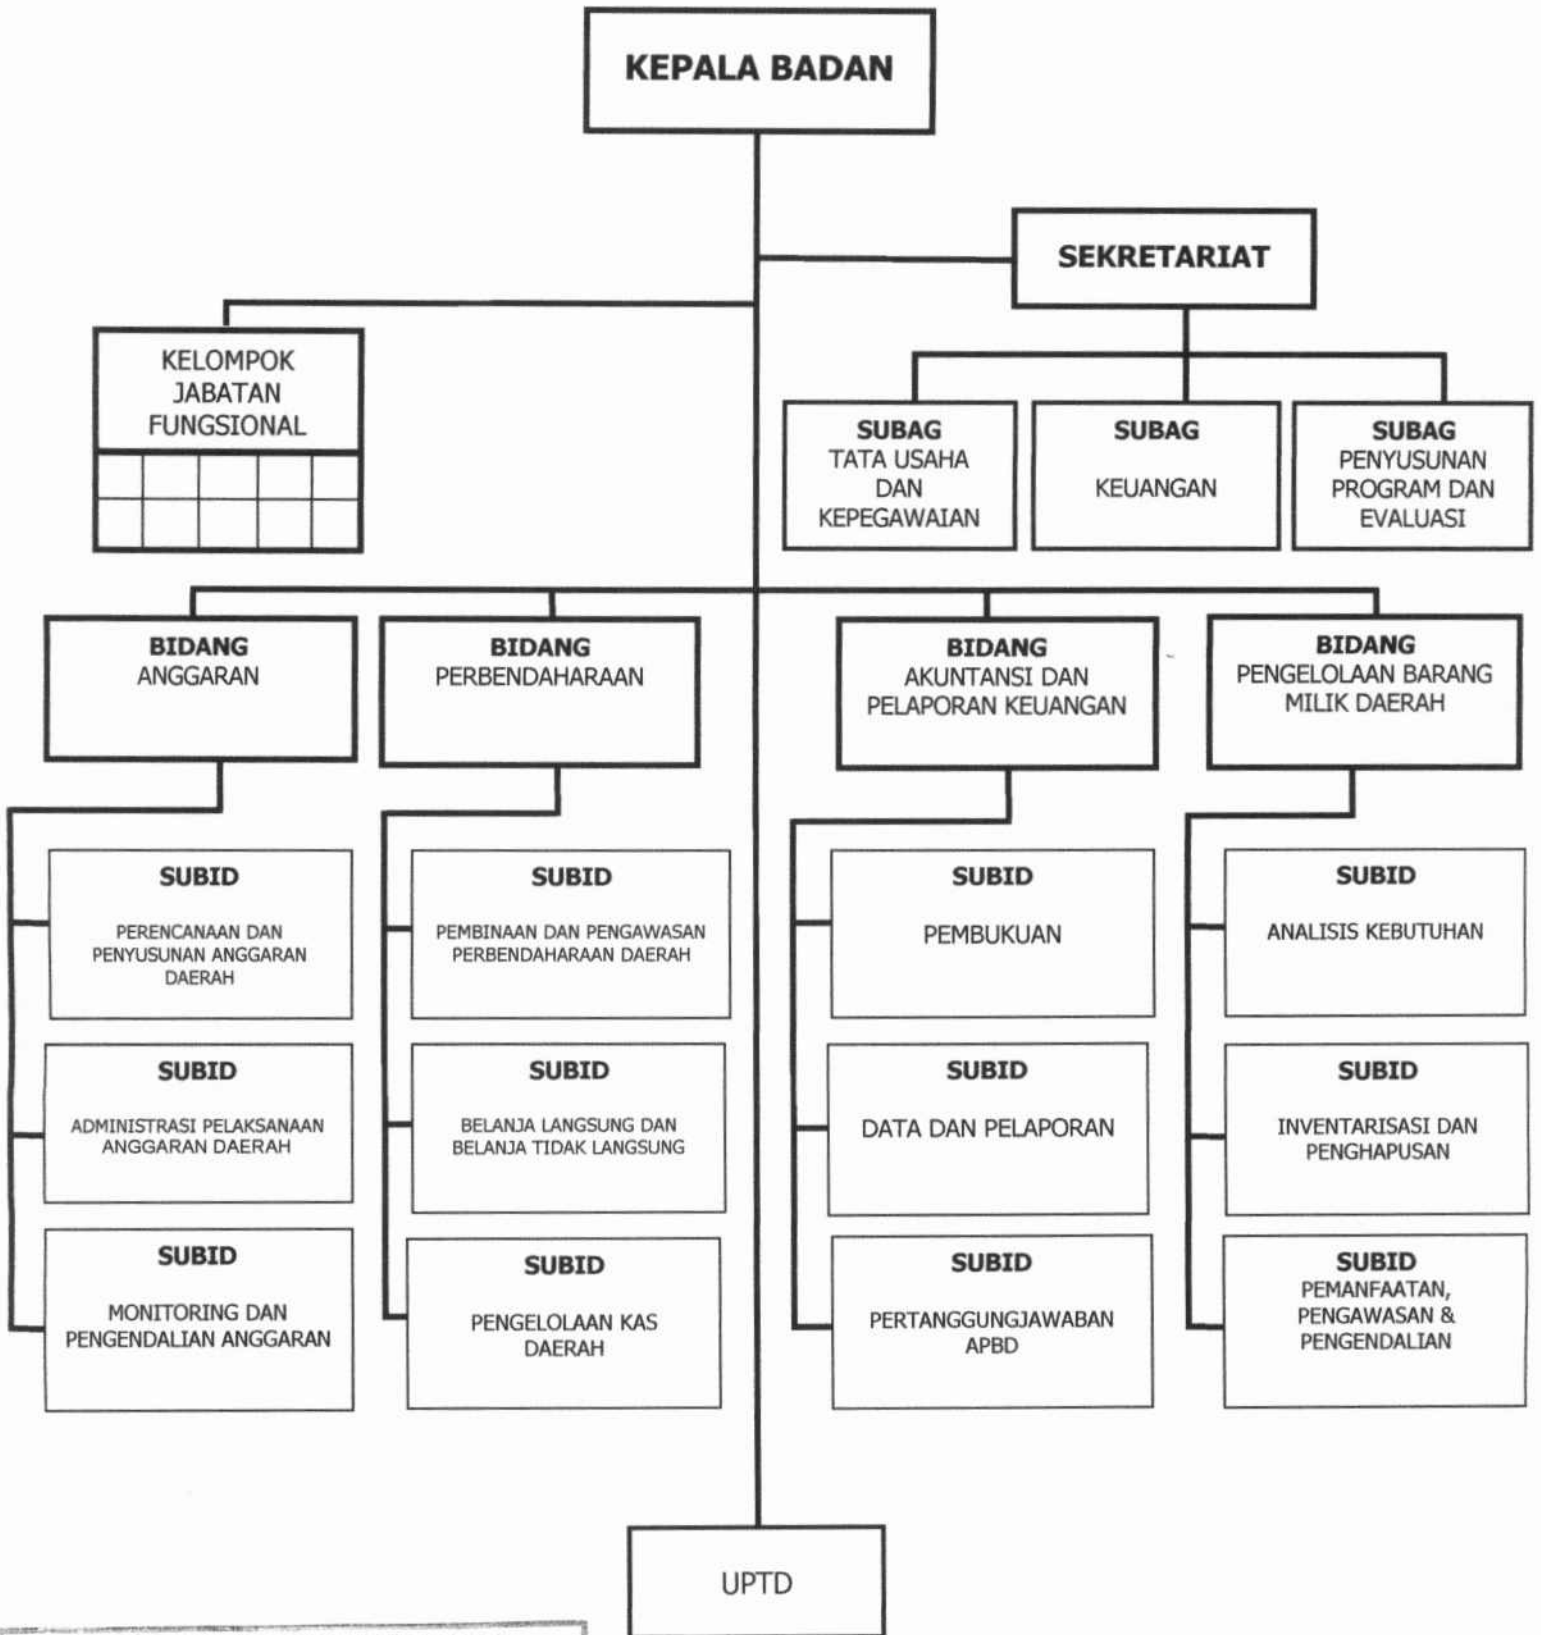 KEPALA BADAN
SEKRETARIAT
KELOMPOK
JABATAN
FUNGSIONAL
SUBAG
TATA USAHA
DAN
KEPEGAWAIAN
SUBAG
KEUANGAN
SUBAG
PENYUSUNAN
PROGRAM DAN
EVALUASI
BIDANG
ANGGARAN
BIDANG
PERBENDAHARAAN
BIDANG
AKUNTANSI DAN
PELAPORAN KEUANGAN
BIDANG
PENGELOLAAN BARANG
MILIK DAERAH
SUBID
PERENCANAAN DAN
PENYUSUNAN ANGGARAN
DAERAH
SUBID
PEMBINAAN DAN PENGAWASAN
PERBENDAHARAAN DAERAH
SUBID
PEMBUKUAN
SUBID
ANALISIS KEBUTUHAN
SUBID
ADMINISTRASI PELAKSANAAN
ANGGARAN DAERAH
SUBID
BELANJA LANGSUNG DAN
BELANJA TIDAK LANGSUNG
SUBID
DATA DAN PELAPORAN
SUBID
INVENTARISASI DAN
PENGHAPUSAN
SUBID
MONITORING DAN
PENGENDALIAN ANGGARAN
SUBID
PENGELOLAAN KAS
DAERAH
SUBID
PERTANGGUNGJAWABAN
APBD
SUBID
PEMANFAATAN,
PENGAWASAN &
PENGENDALIAN
UPTD